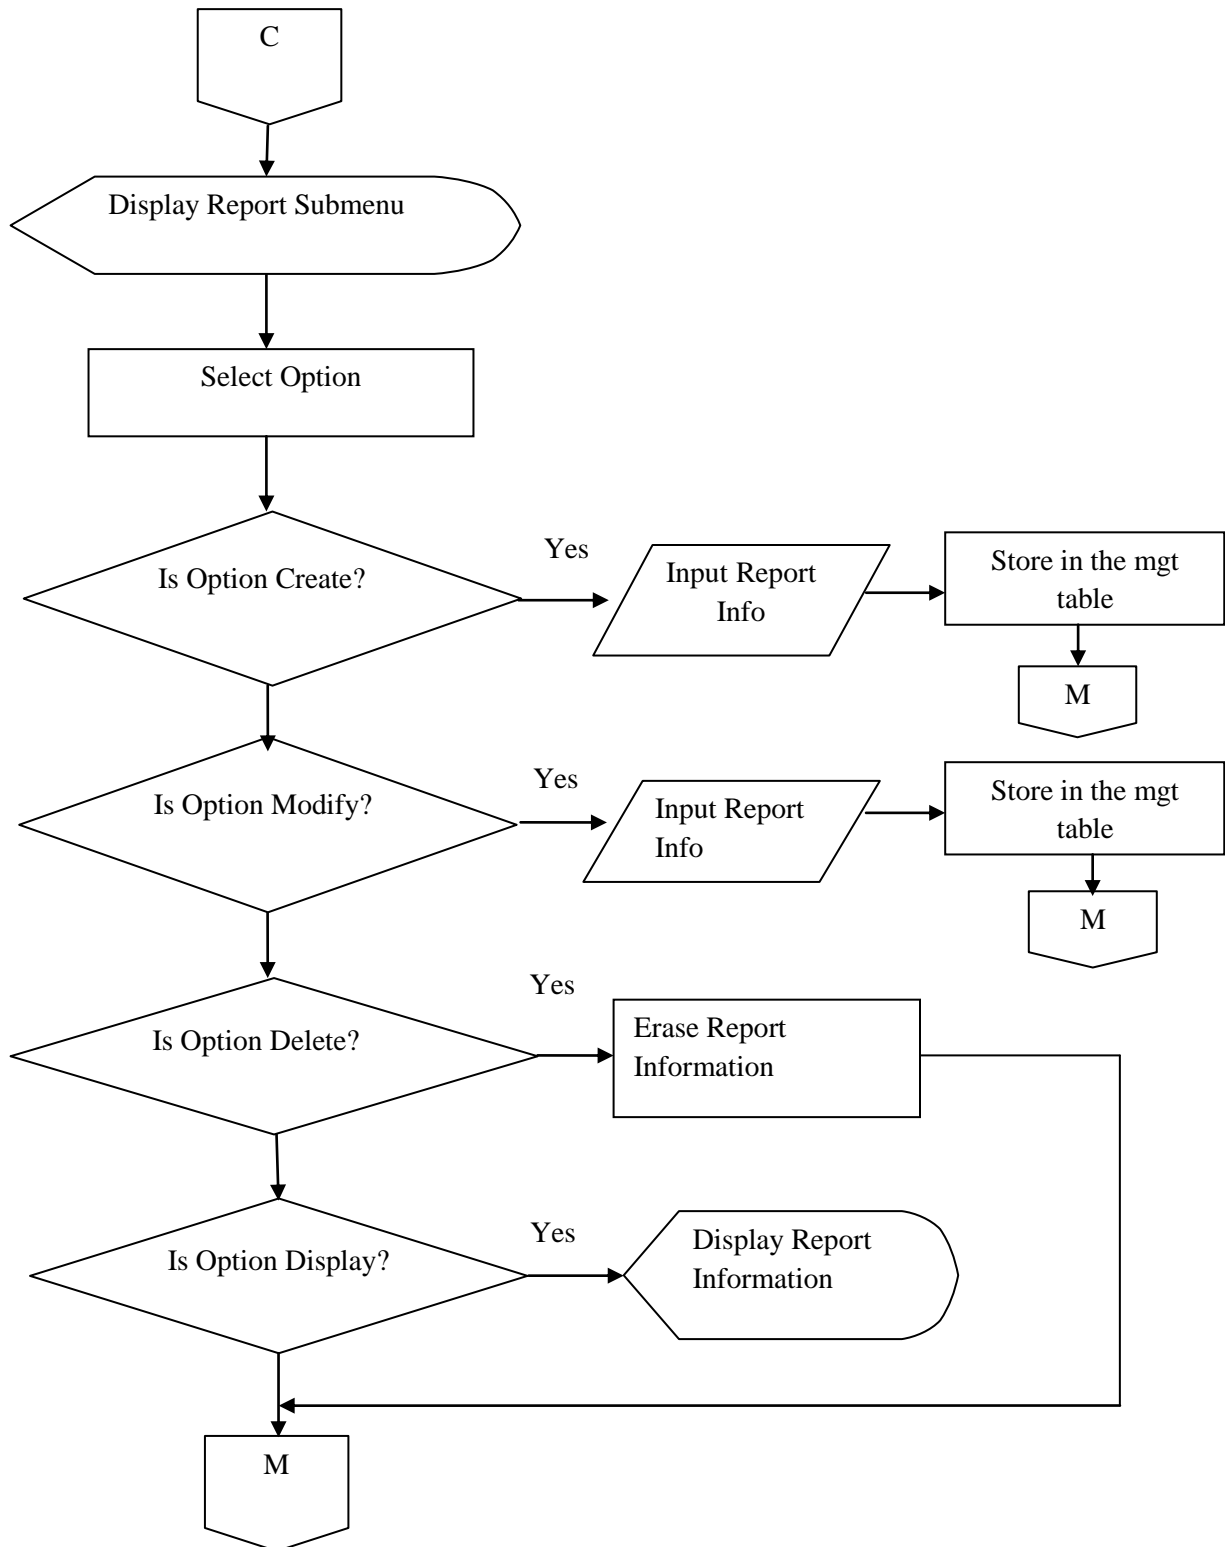 C
Display Report Submenu
Select Option
Is Option Create?
Yes
Input Report
Info
Store in the mgt
table
M
Is Option Modify?
Yes
Input Report
Info
Store in the mgt
table
M
Is Option Delete?
Yes
Erase Report
Information
Is Option Display?
Yes
Display Report
Information
M